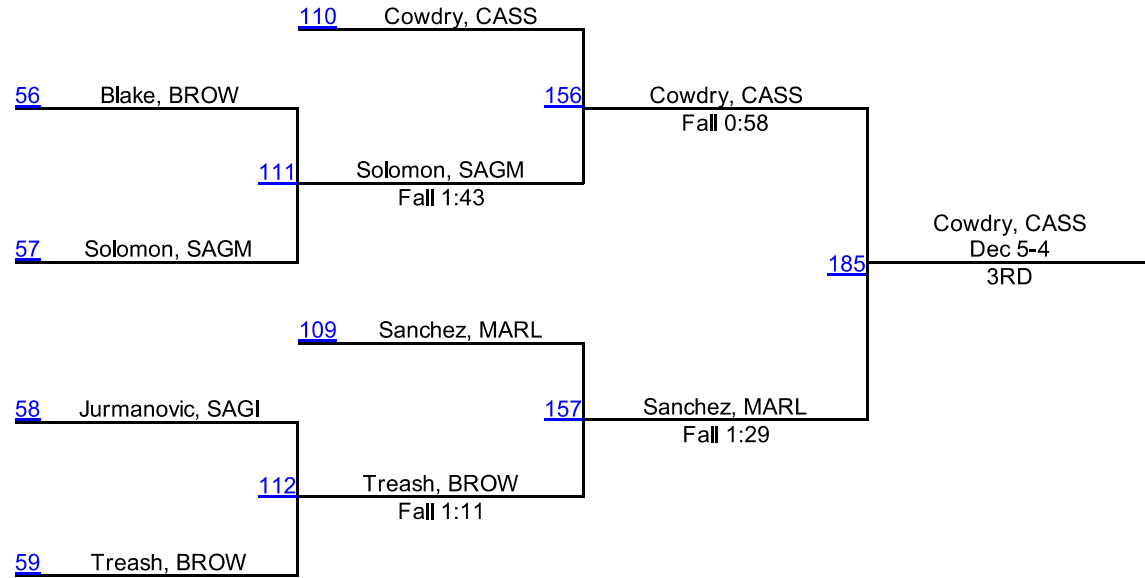 110 Cowdry, CASS
56 Blake, BROW
156 Cowdry, CASS
Fall 0:58
111 Solomon, SAGM
Fall 1:43
57 Solomon, SAGM
Cowdry, CASS
Dec 5-4
185
3RD
109 Sanchez, MARL
58 Jurmanovic, SAGI
157 Sanchez, MARL
Fall 1:29
112 Treash, BROW
Fall 1:11
59 Treash, BROW